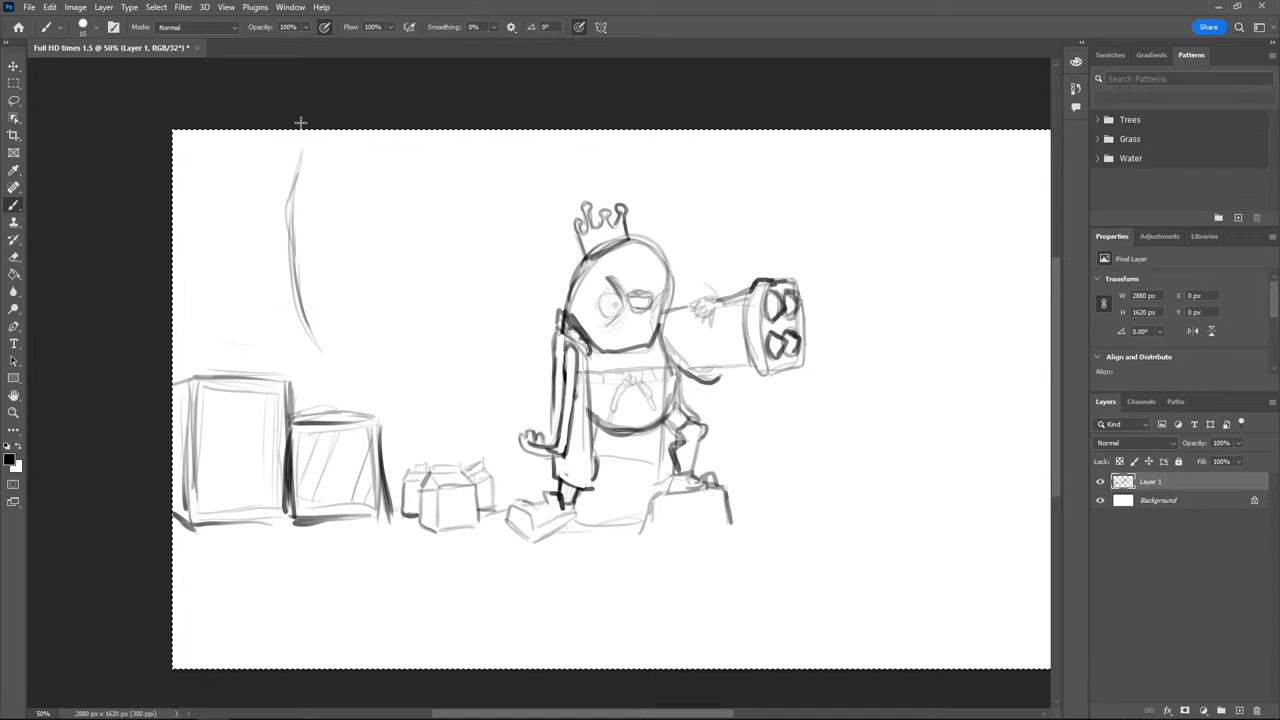 Ps File Edit Image Layer Type Select Filter 3D View Plugins Window Help
15 Mode: Normal Opacity: 100% Flow: 100% Smoothing: 0% 0° Share
Full HD times 1.5 @ 50% (Layer 1, RGB/32*) * ×
Swatches Gradients Patterns
Search Patterns
Trees
Grass
Water
Properties Adjustments Libraries
Pixel Layer
Transform
W 2880 px X 0 px
H 1620 px Y 0 px
0.00°
Align and Distribute
Align:
Layers Channels Paths
Kind
Normal Opacity: 100%
Lock: Fill: 100%
Layer 1
Background
50% 2880 px x 1620 px (300 ppi)